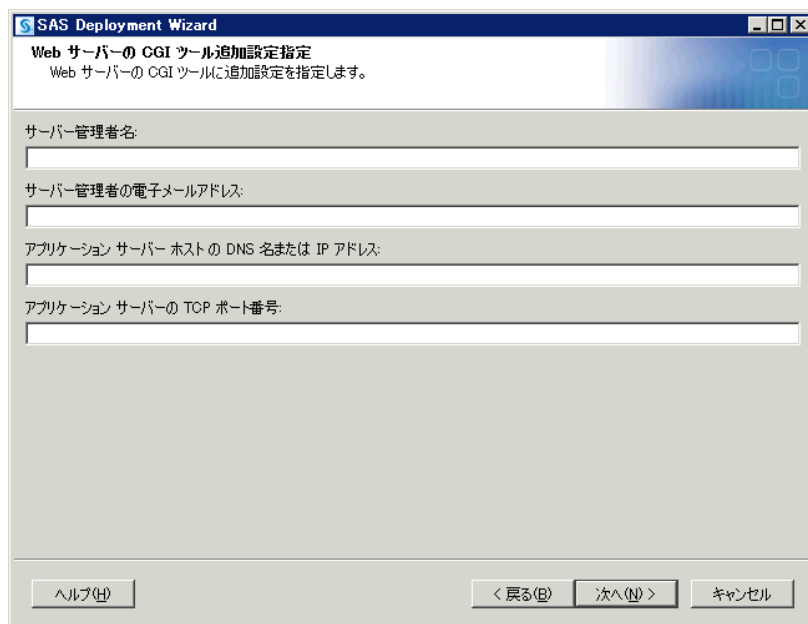 SAS Deployment Wizard
Web サーバーの CGI ツール追加設定指定
Web サーバーの CGI ツールに追加設定を指定します。
サーバー管理者名:
サーバー管理者の電子メールアドレス:
アプリケーション サーバー ホストの DNS 名または IP アドレス:
アプリケーション サーバーの TCP ポート番号:
ヘルプ(H)
< 戻る(B)
次へ(N) >
キャンセル